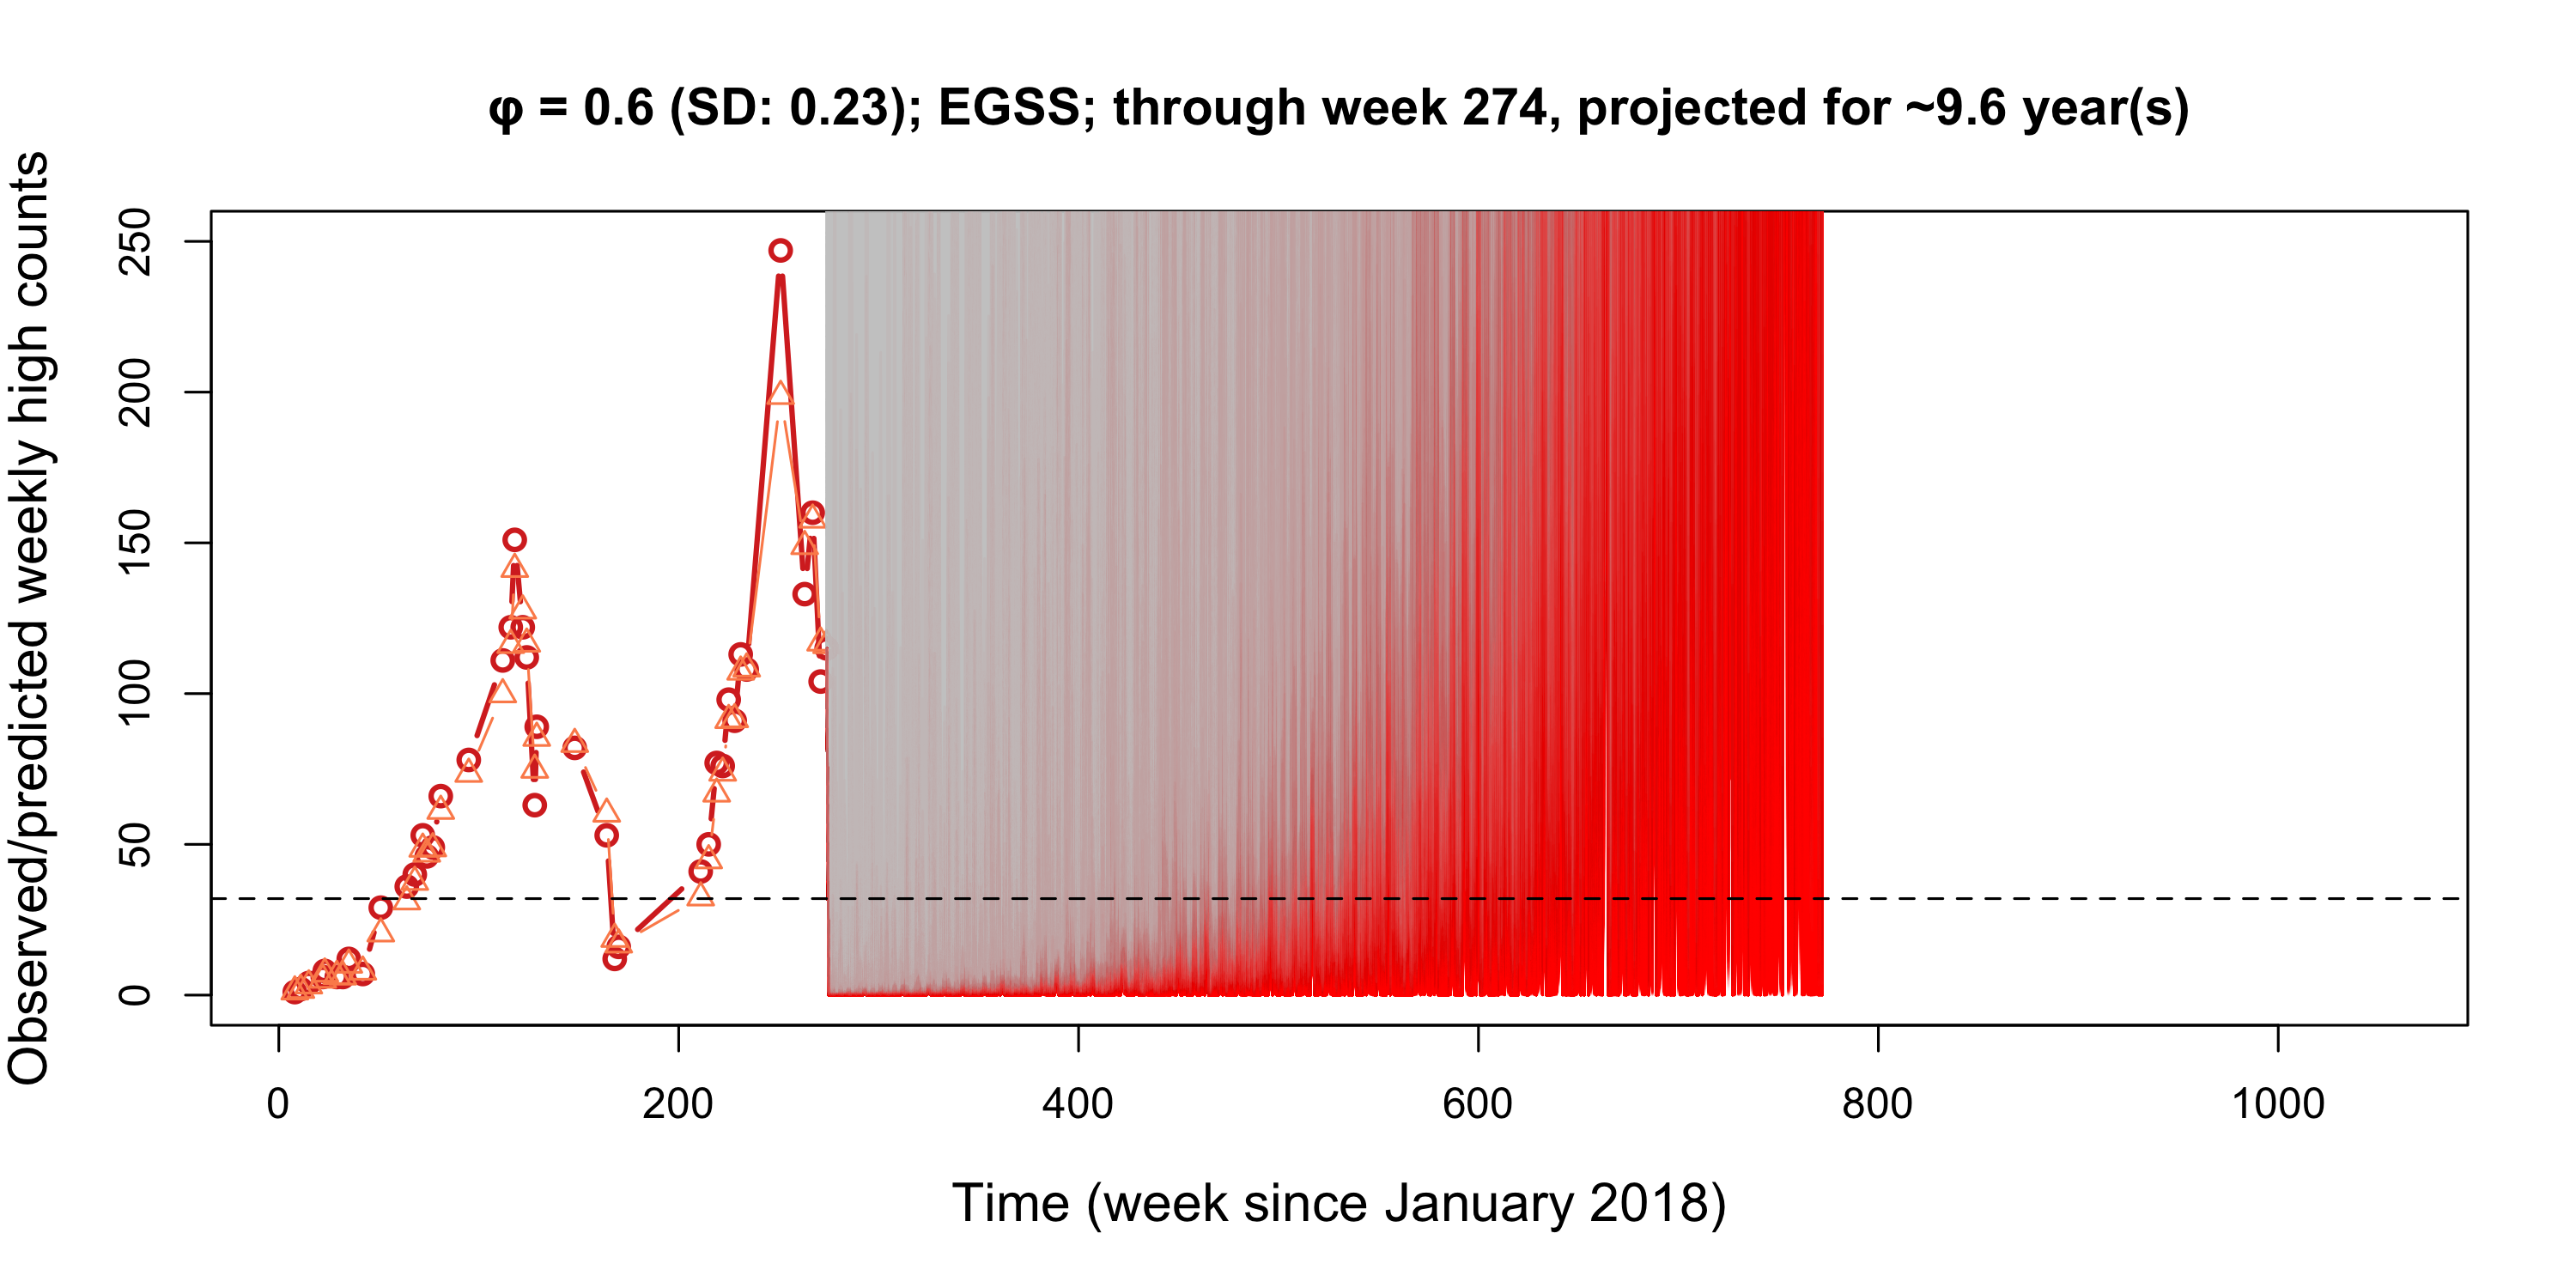 φ = 0.6 (SD: 0.23); EGSS; through week 274, projected for ~9.6 year(s)
Observed/predicted weekly high counts
250
200
150
100
50
0
0 200 400 600 800 1000
Time (week since January 2018)